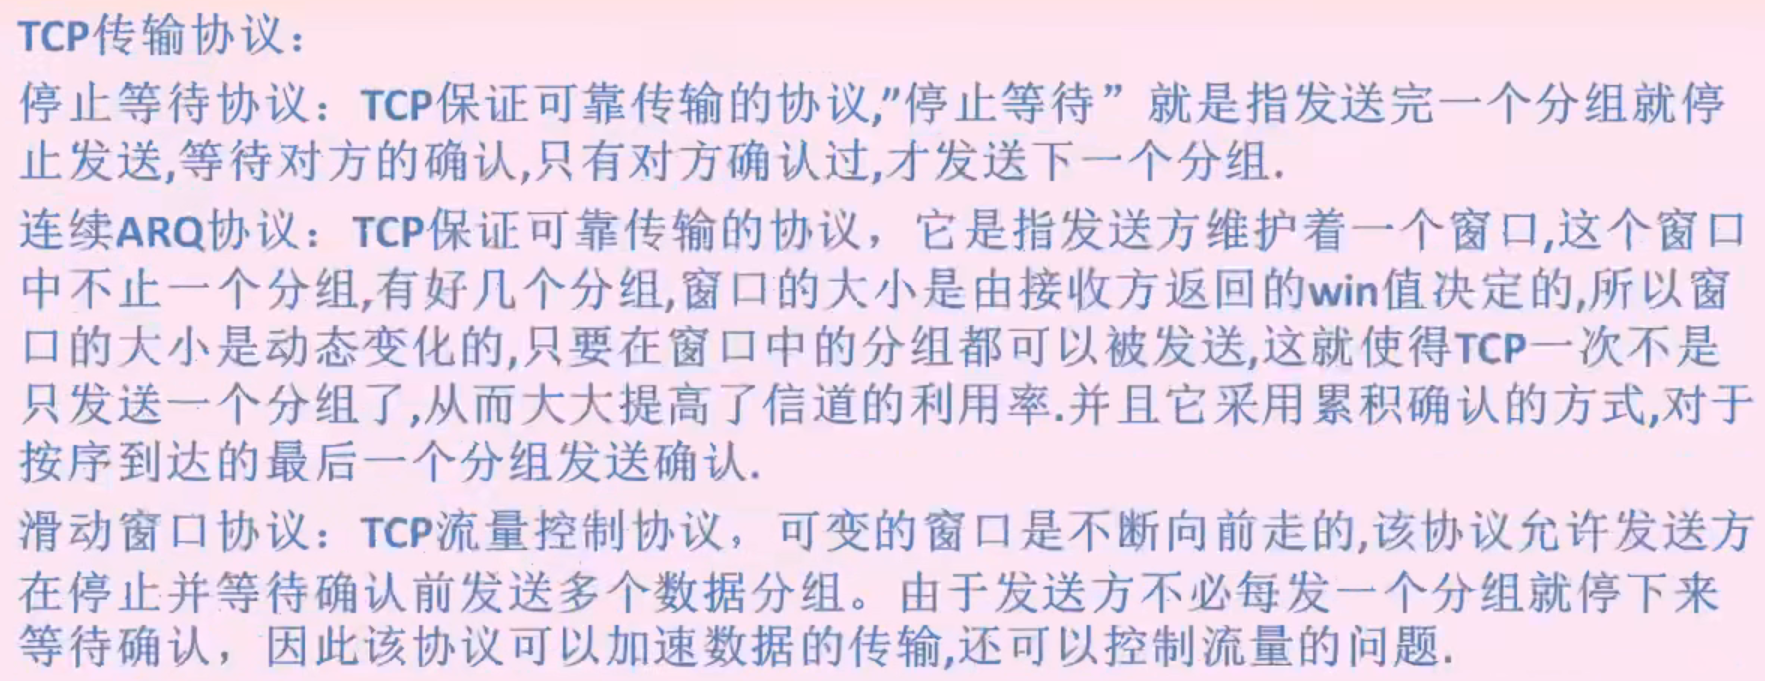 TCP传输协议：
停止等待协议：TCP保证可靠传输的协议,”停止等待”就是指发送完一个分组就停
止发送,等待对方的确认,只有对方确认过,才发送下一个分组.
连续ARQ协议：TCP保证可靠传输的协议，它是指发送方维护着一个窗口,这个窗口
中不止一个分组,有好几个分组,窗口的大小是由接收方返回的win值决定的,所以窗
口的大小是动态变化的,只要在窗口中的分组都可以被发送,这就使得TCP一次不是
只发送一个分组了,从而大大提高了信道的利用率.并且它采用累积确认的方式,对于
按序到达的最后一个分组发送确认.
滑动窗口协议：TCP流量控制协议，可变的窗口是不断向前走的,该协议允许发送方
在停止并等待确认前发送多个数据分组。由于发送方不必每发一个分组就停下来
等待确认，因此该协议可以加速数据的传输,还可以控制流量的问题.